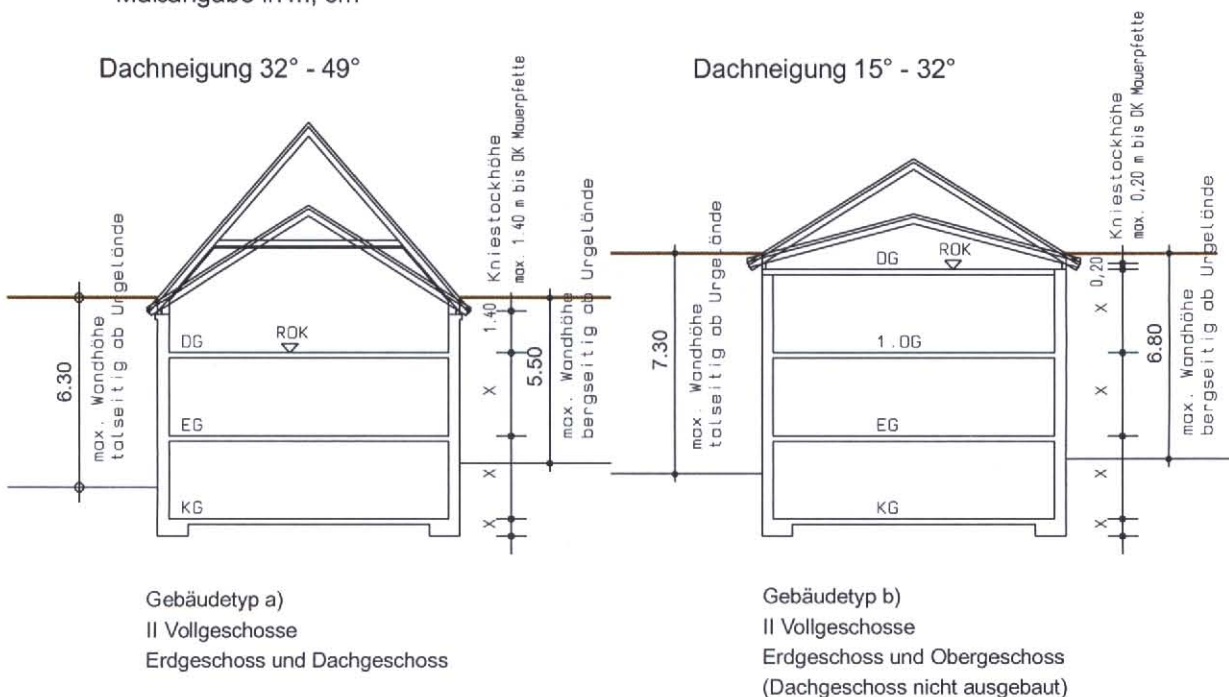 Dachneigung 32° - 49°
6.30
max. Wandhöhe
talseitig ab Urgelände
DG
ROK
EG
KG
1.40
X
X
X
Kniestockhöhe
max. 1.40 m bis OK Mauerpfette
5.50
max. Wandhöhe
bergseitig ab Urgelände
Gebäudetyp a)
II Vollgeschosse
Erdgeschoss und Dachgeschoss
Dachneigung 15° - 32°
7.30
max. Wandhöhe
talseitig ab Urgelände
DG
ROK
1.OG
EG
KG
0,20
X
X
X
X
Kniestockhöhe
max. 0,20 m bis OK Mauerpfette
6.80
max. Wandhöhe
bergseitig ab Urgelände
Gebäudetyp b)
II Vollgeschosse
Erdgeschoss und Obergeschoss
(Dachgeschoss nicht ausgebaut)